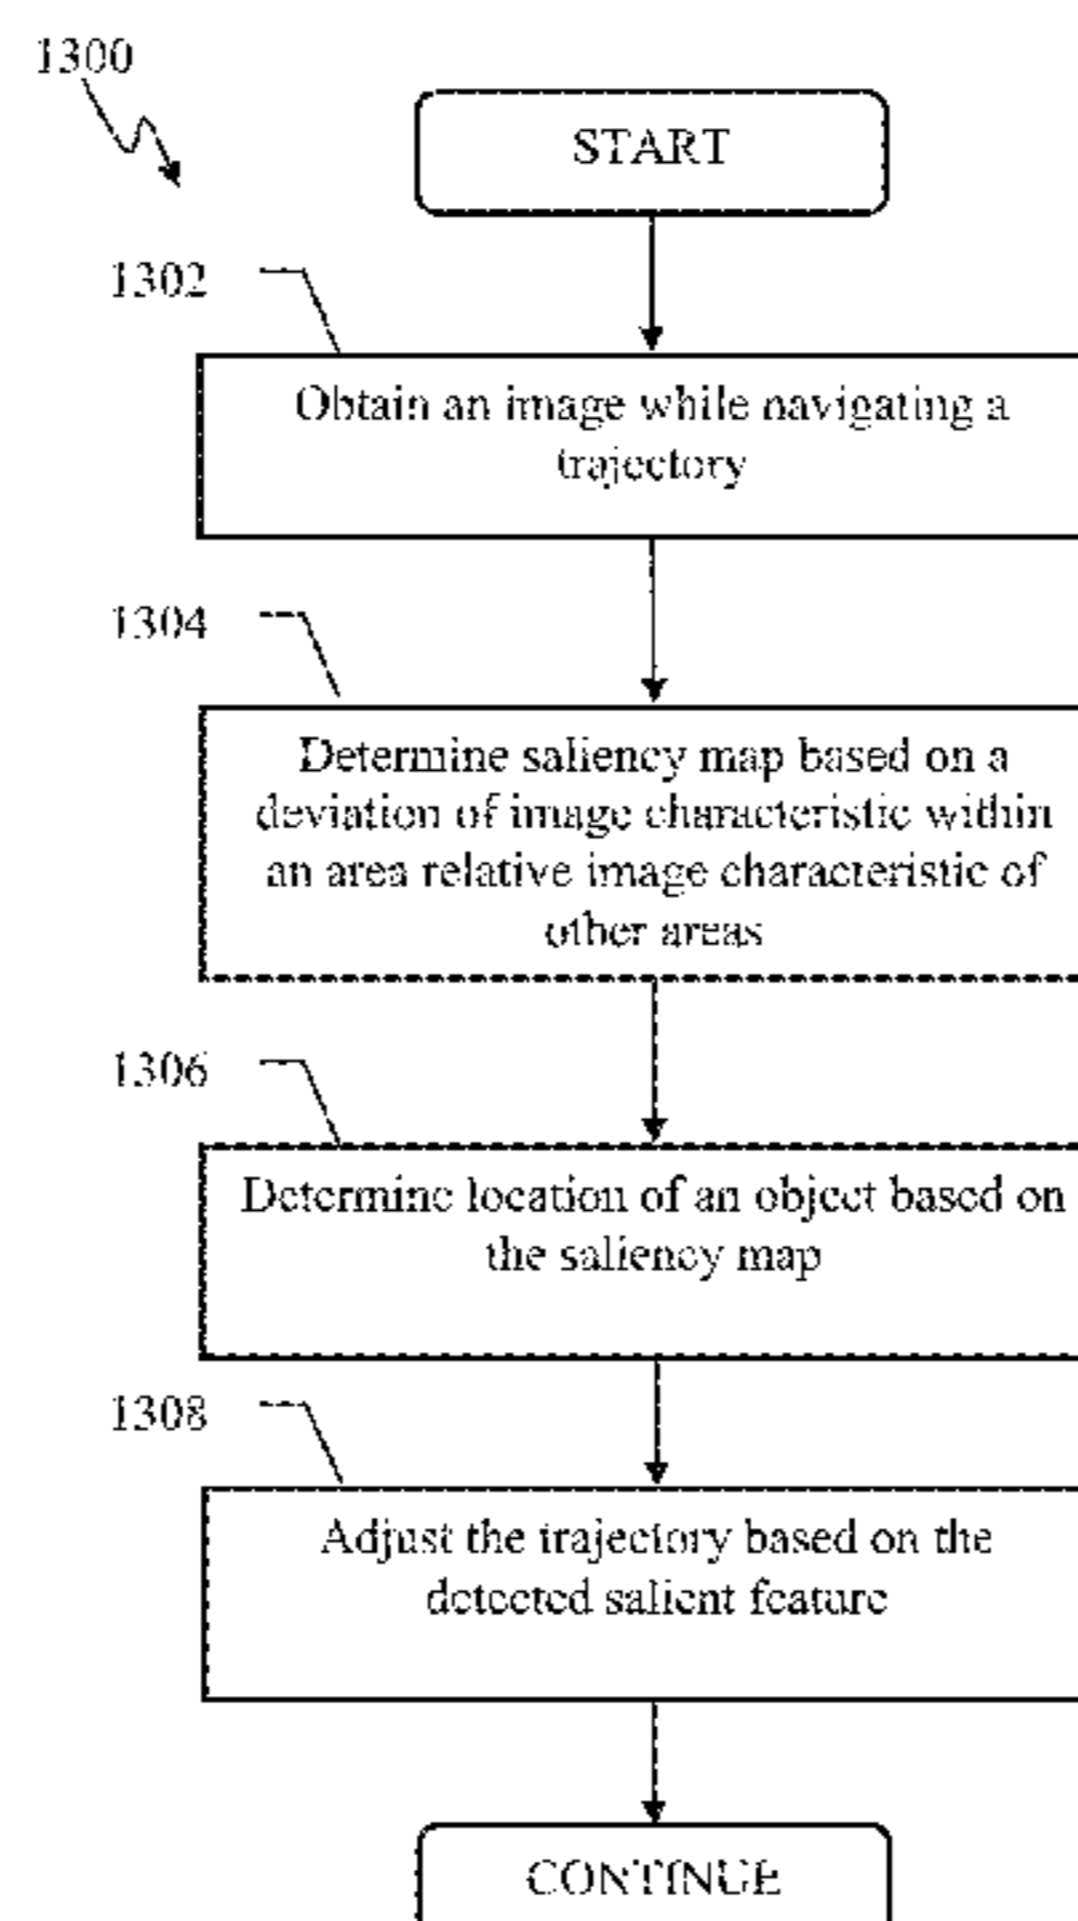 1300
START
1302
Obtain an image while navigating a
trajectory
1304
Determine saliency map based on a
deviation of image characteristic within
an area relative image characteristic of
other areas
1306
Determine location of an object based on
the saliency map
1308
Adjust the trajectory based on the
detected salient feature
CONTINUE